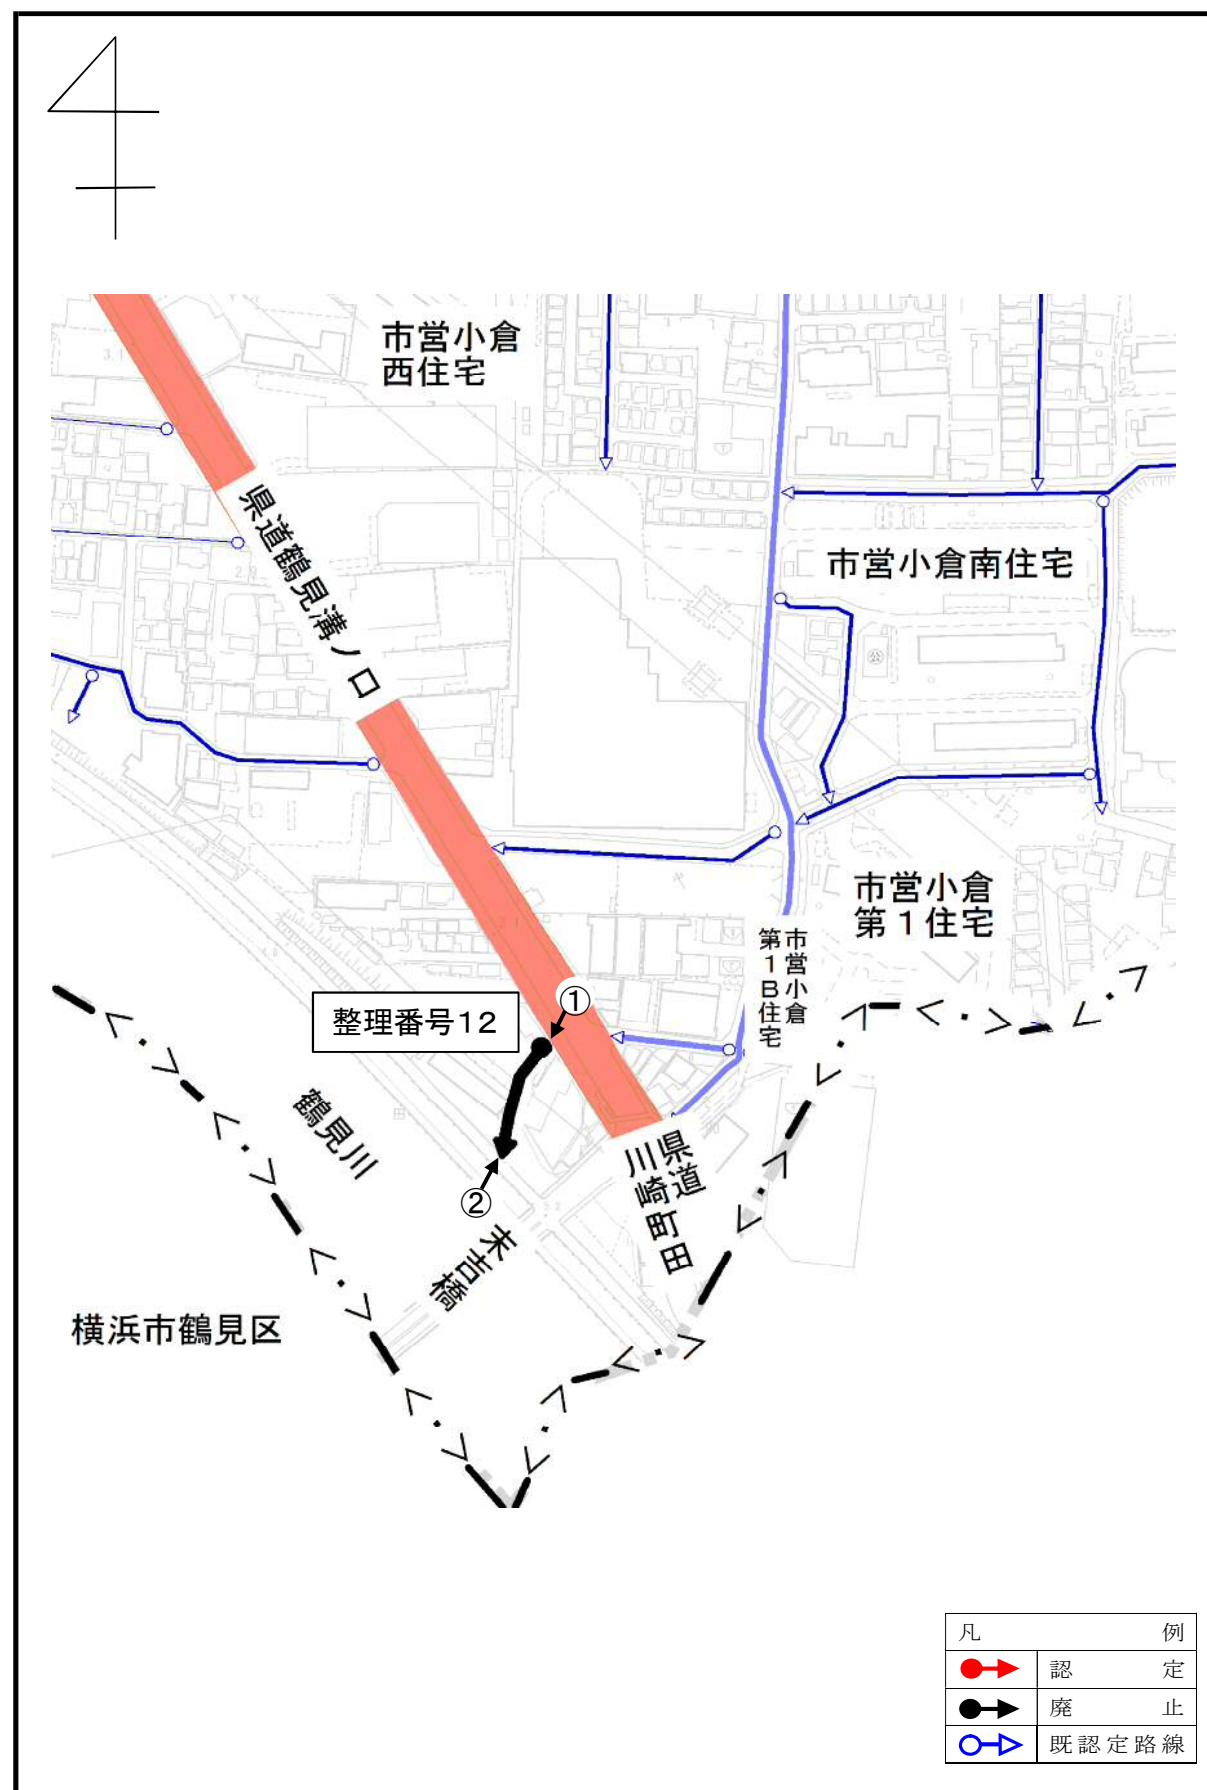 市営小倉
西住宅
県道鶴見溝ノ口
市営小倉南住宅
市営小倉
第１住宅
市営小倉
第１Ｂ住宅
①
整理番号12
鶴見川
②
末吉橋
県道
川崎町田
横浜市鶴見区
凡例
認定
廃止
既認定路線